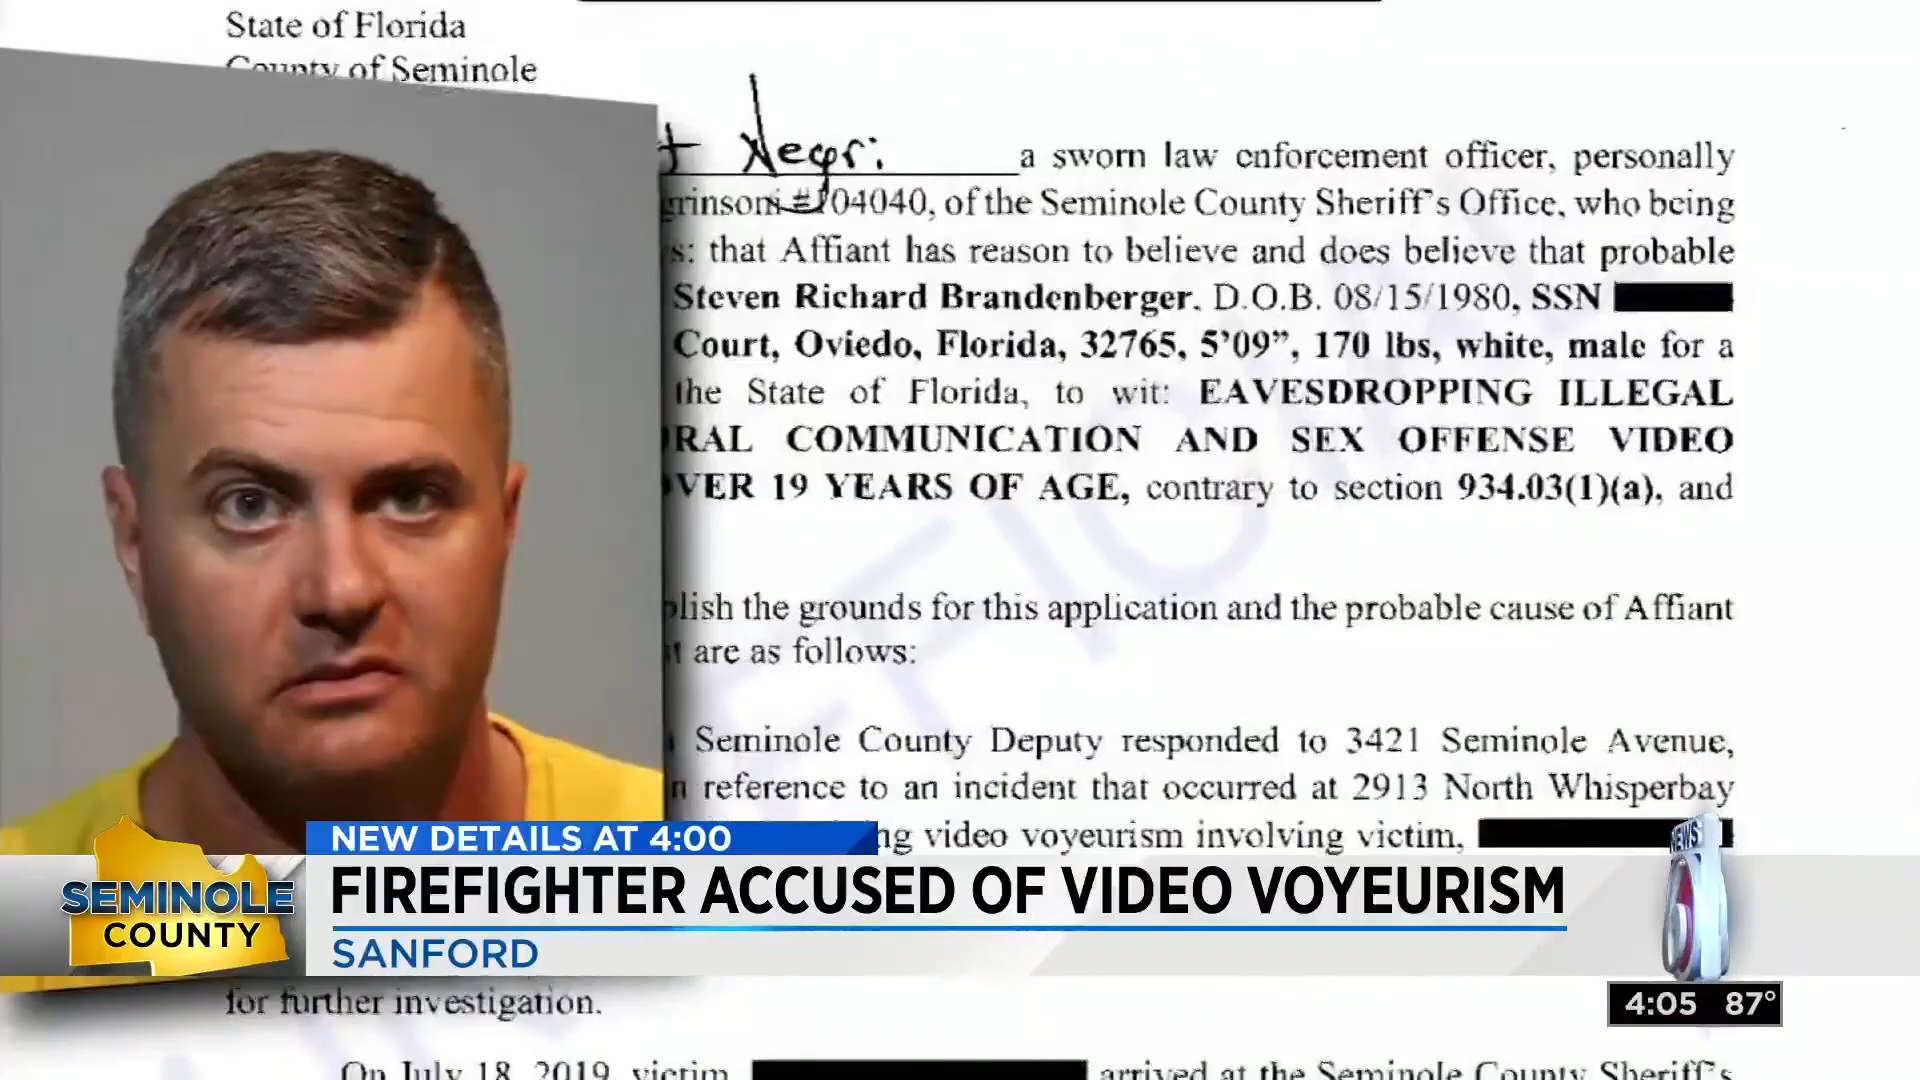 State of Florida
County of Seminole
Negri a sworn law enforcement officer, personally
grinsom #104040, of the Seminole County Sheriff's Office, who being
s: that Affiant has reason to believe and does believe that probable
Steven Richard Brandenberger, D.O.B. 08/15/1980, SSN
Court, Oviedo, Florida, 32765, 5'09", 170 lbs, white, male for a
the State of Florida, to wit: EAVESDROPPING ILLEGAL
RAL COMMUNICATION AND SEX OFFENSE VIDEO
VER 19 YEARS OF AGE, contrary to section 934.03(1)(a), and
lish the grounds for this application and the probable cause of Affiant
t are as follows:
Seminole County Deputy responded to 3421 Seminole Avenue,
n reference to an incident that occurred at 2913 North Whisperbay
ng video voyeurism involving victim,
NEW DETAILS AT 4:00
FIREFIGHTER ACCUSED OF VIDEO VOYEURISM
SANFORD
SEMINOLE
COUNTY
NEWS
6
for further investigation.
4:05 87°
On July 18, 2019, victim arrived at the Seminole County Sheriff's